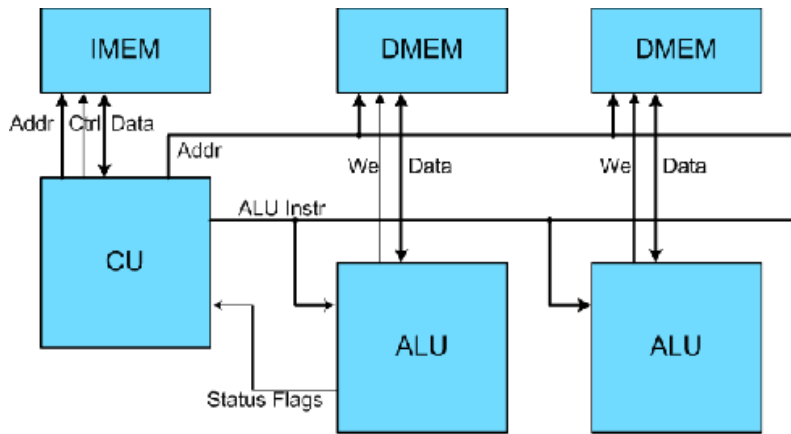 IMEM
DMEM
DMEM
Addr
Ctrl
Data
Addr
We
Data
We
Data
ALU Instr
CU
ALU
ALU
Status Flags